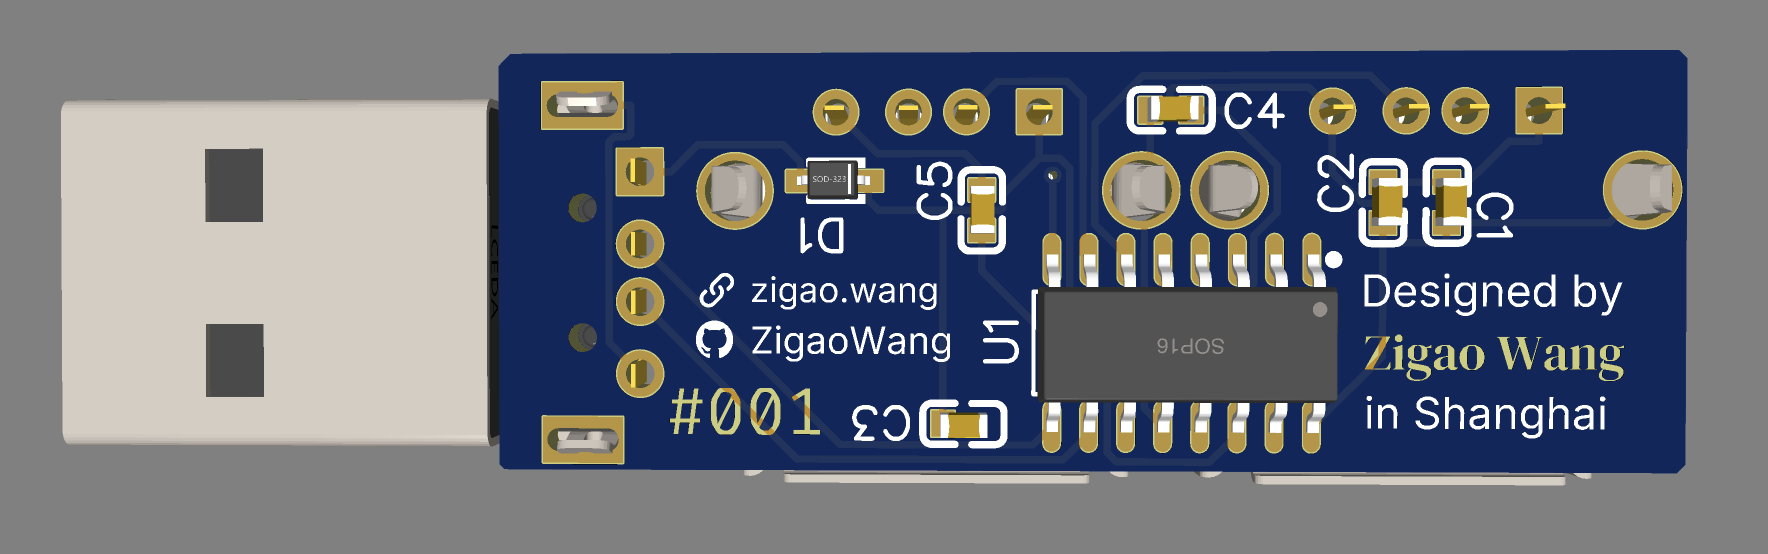 C4
SOD-323
C5
C2
C1
D1
LCEDA
zigao.wang
ZigaoWang
U1
SOP16
Designed by
Zigao Wang
in Shanghai
#001
C3